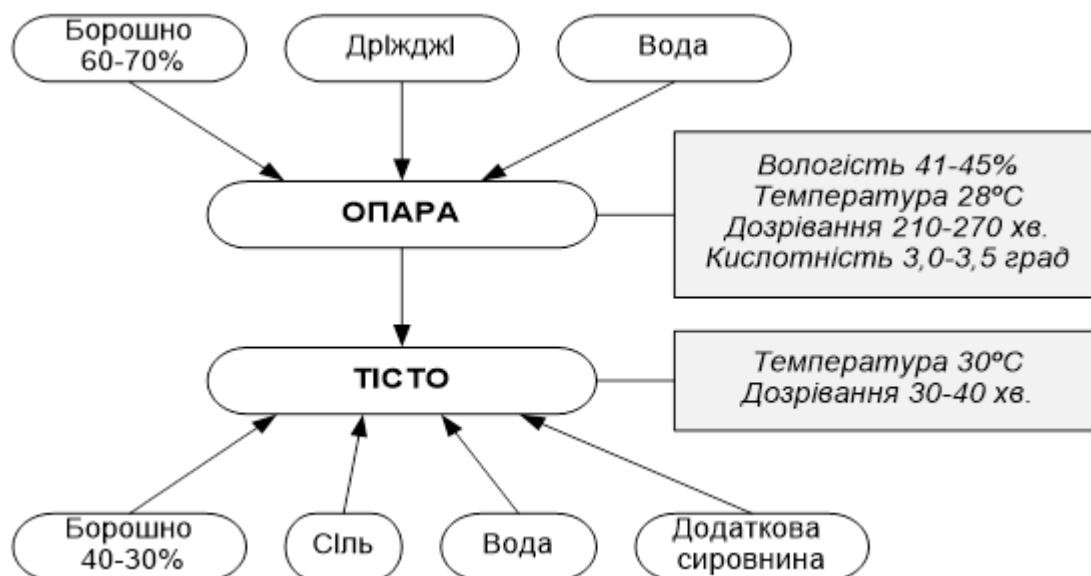 Борошно
60-70%
Дріжджі
Вода
ОПАРА
Вологість 41-45%
Температура 28ºС
Дозрівання 210-270 хв.
Кислотність 3,0-3,5 град
ТІСТО
Температура 30ºС
Дозрівання 30-40 хв.
Борошно
40-30%
Сіль
Вода
Додаткова
сировнина